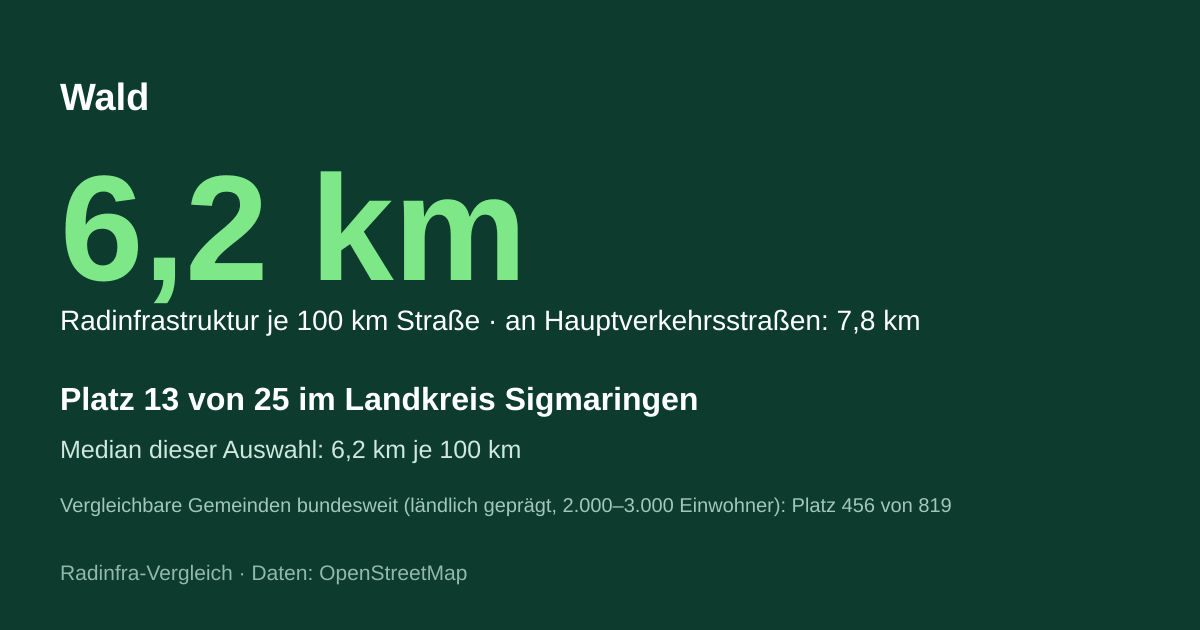 Wald
6,2 km
Radinfrastruktur je 100 km Straße · an Hauptverkehrsstraßen: 7,8 km
Platz 13 von 25 im Landkreis Sigmaringen
Median dieser Auswahl: 6,2 km je 100 km
Vergleichbare Gemeinden bundesweit (ländlich geprägt, 2.000–3.000 Einwohner): Platz 456 von 819
Radinfra-Vergleich · Daten: OpenStreetMap